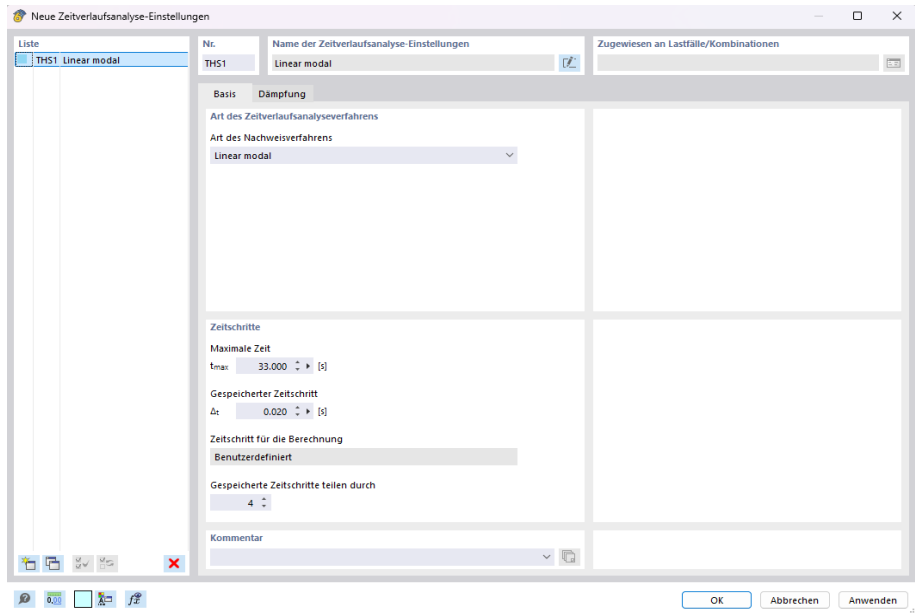 Neue Zeitverlaufsanalyse-Einstellungen
Liste
THS1 Linear modal
Nr.
THS1
Name der Zeitverlaufsanalyse-Einstellungen
Linear modal
Zugewiesen an Lastfälle/Kombinationen
Basis
Dämpfung
Art des Zeitverlaufsanalyseverfahrens
Art des Nachweisverfahrens
Linear modal
Zeitschritte
Maximale Zeit
tmax 33.000 [s]
Gespeicherter Zeitschritt
Δt 0.020 [s]
Zeitschritt für die Berechnung
Benutzerdefiniert
Gespeicherte Zeitschritte teilen durch
4
Kommentar
0,00
OK
Abbrechen
Anwenden